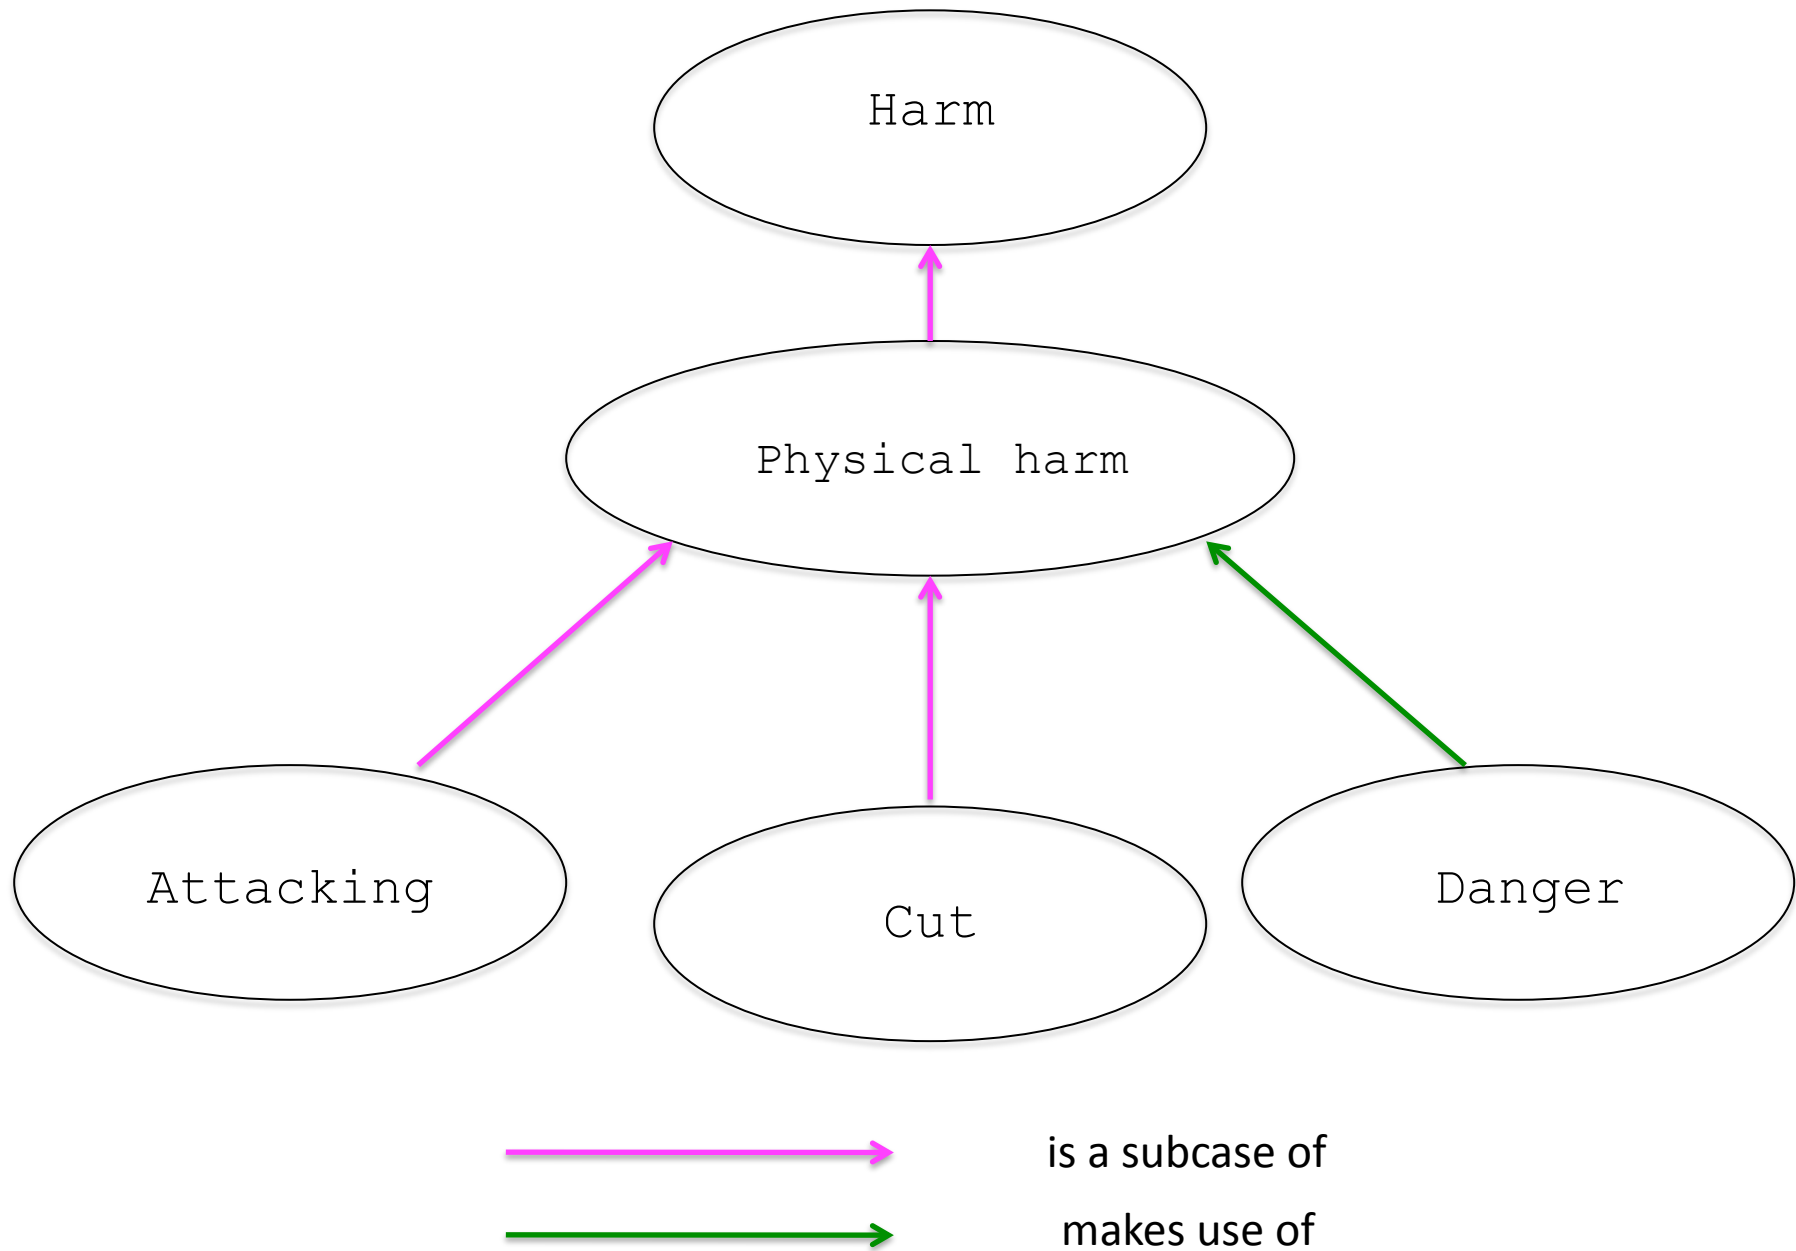 Harm
Physical harm
Attacking
Cut
Danger
is a subcase of
makes use of